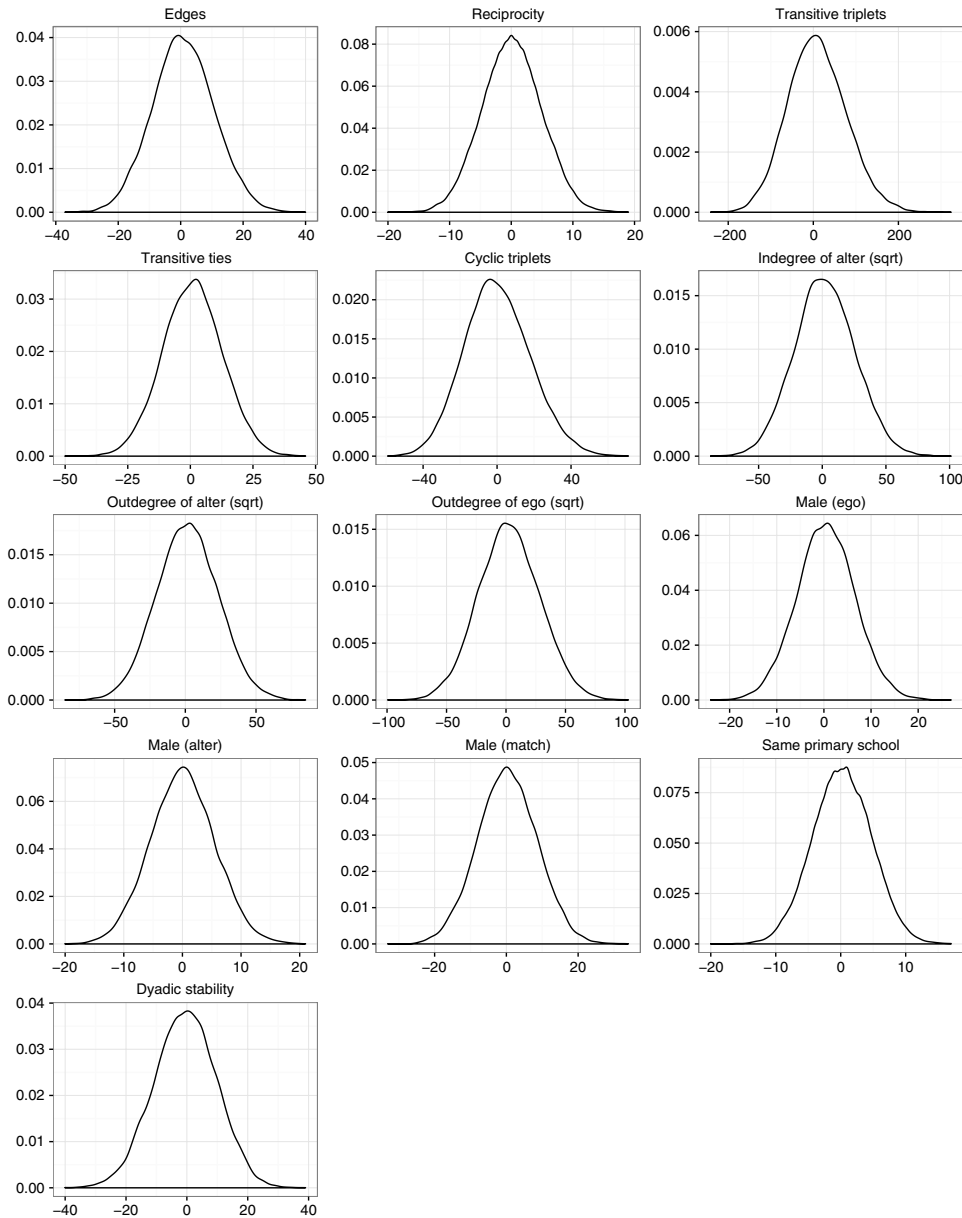 Edges
Reciprocity
Transitive triplets
0.04
0.03
0.02
0.01
0.00
−40 −20 0 20 40
0.08
0.06
0.04
0.02
0.00
−20 −10 0 10 20
0.006
0.004
0.002
0.000
−200 0 200
Transitive ties
Cyclic triplets
Indegree of alter (sqrt)
0.03
0.02
0.01
0.00
−50 −25 0 25 50
0.020
0.015
0.010
0.005
0.000
−40 0 40
0.015
0.010
0.005
0.000
−50 0 50 100
Outdegree of alter (sqrt)
Outdegree of ego (sqrt)
Male (ego)
0.015
0.010
0.005
0.000
−50 0 50
0.015
0.010
0.005
0.000
−100 −50 0 50 100
0.06
0.04
0.02
0.00
−20 −10 0 10 20
Male (alter)
Male (match)
Same primary school
0.06
0.04
0.02
0.00
−20 −10 0 10 20
0.05
0.04
0.03
0.02
0.01
0.00
−20 0 20
0.075
0.050
0.025
0.000
−20 −10 0 10
Dyadic stability
0.04
0.03
0.02
0.01
0.00
−40 −20 0 20 40